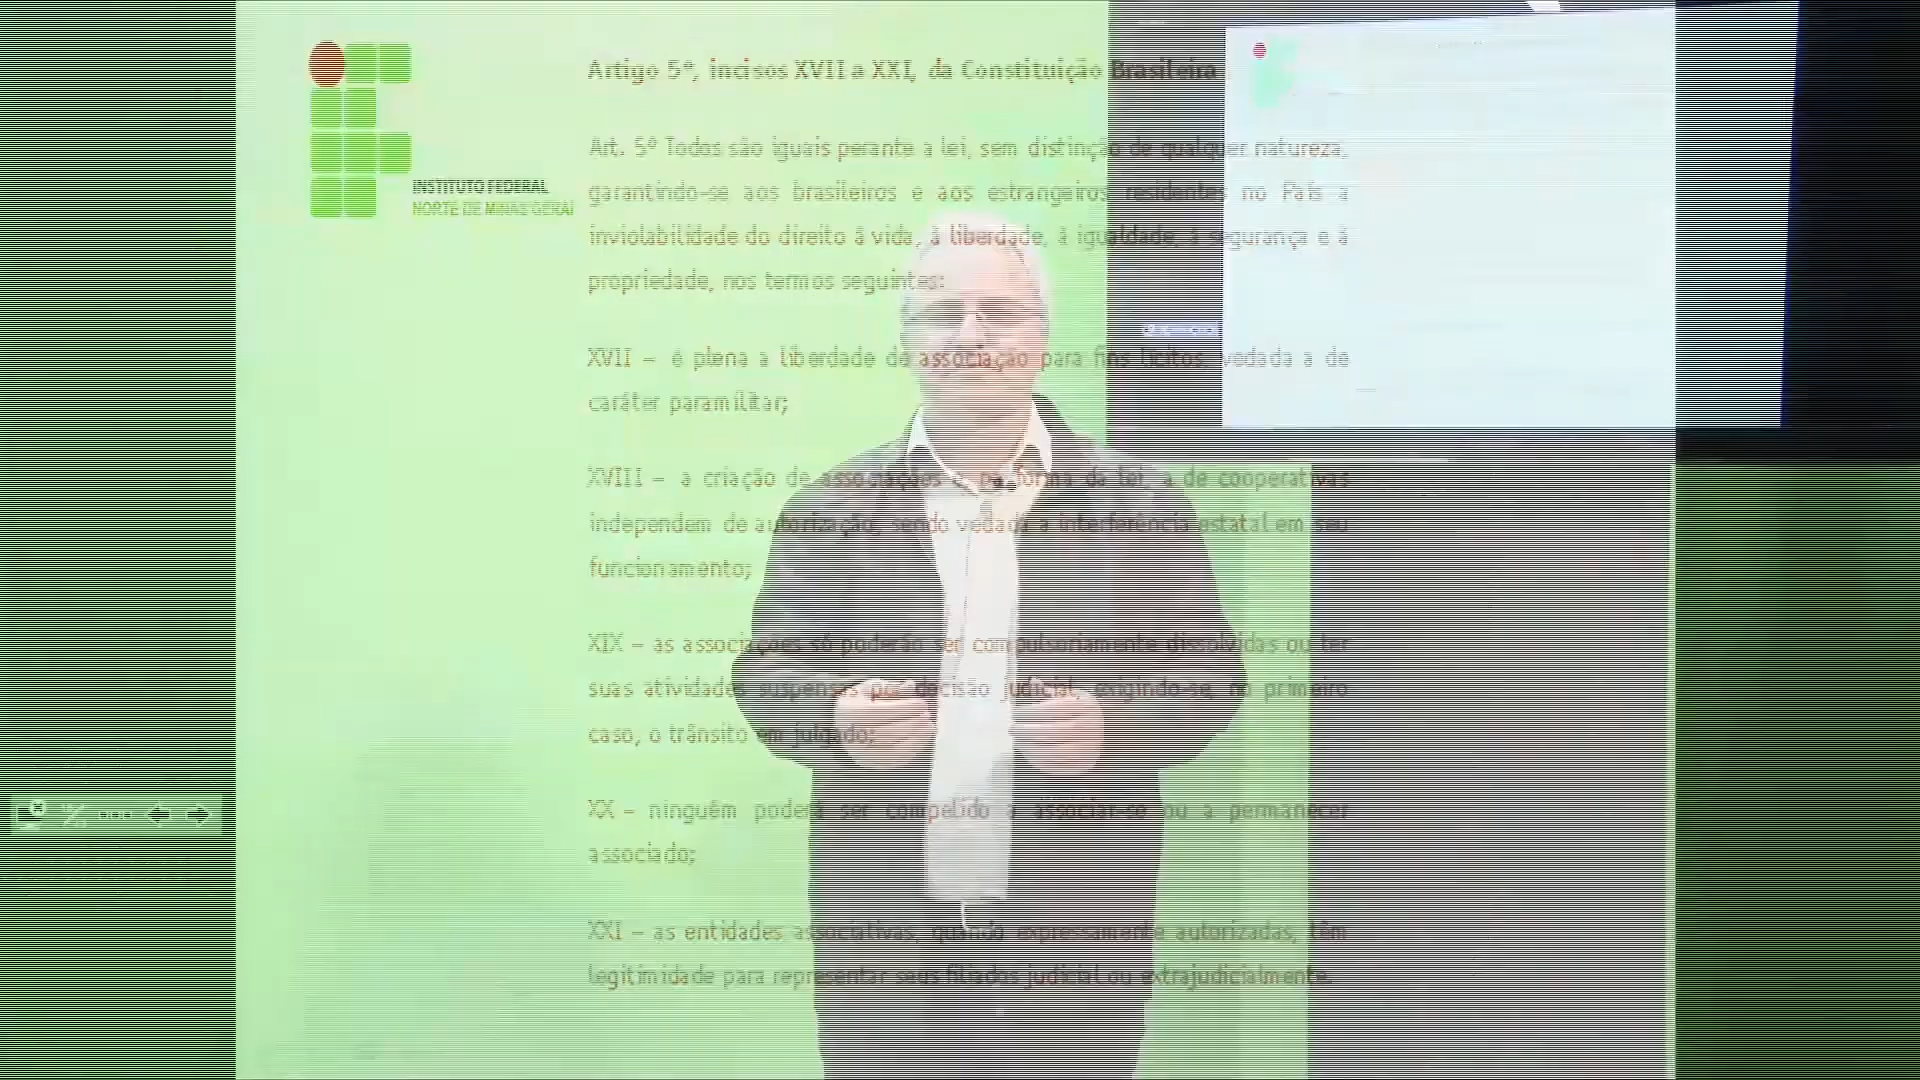 Artigo 5º, incisos XVII a XXI, da Constituição Brasileira
Art. 5º Todos são iguais perante a lei, sem distinção de qualquer natureza,
garantindo-se aos brasileiros e aos estrangeiros residentes no País a
inviolabilidade do direito à vida, à liberdade, à igualdade, à segurança e à
propriedade, nos termos seguintes:
INSTITUTO FEDERAL
NORTE DE MINAS GERAI
XVII – é plena a liberdade de associação para fins lícitos, vedada a de
caráter paramilitar;
XVIII – a criação de associações e, na forma da lei, a de cooperativas
independem de autorização, sendo vedada a interferência estatal em seu
funcionamento;
XIX – as associações só poderão ser compulsoriamente dissolvidas ou ter
suas atividades suspensas por decisão judicial, exigindo-se, no primeiro
caso, o trânsito em julgado;
XX – ninguém poderá ser compelido a associar-se ou a permanecer
associado;
XXI – as entidades associativas, quando expressamente autorizadas, têm
legitimidade para representar seus filiados judicial ou extrajudicialmente.